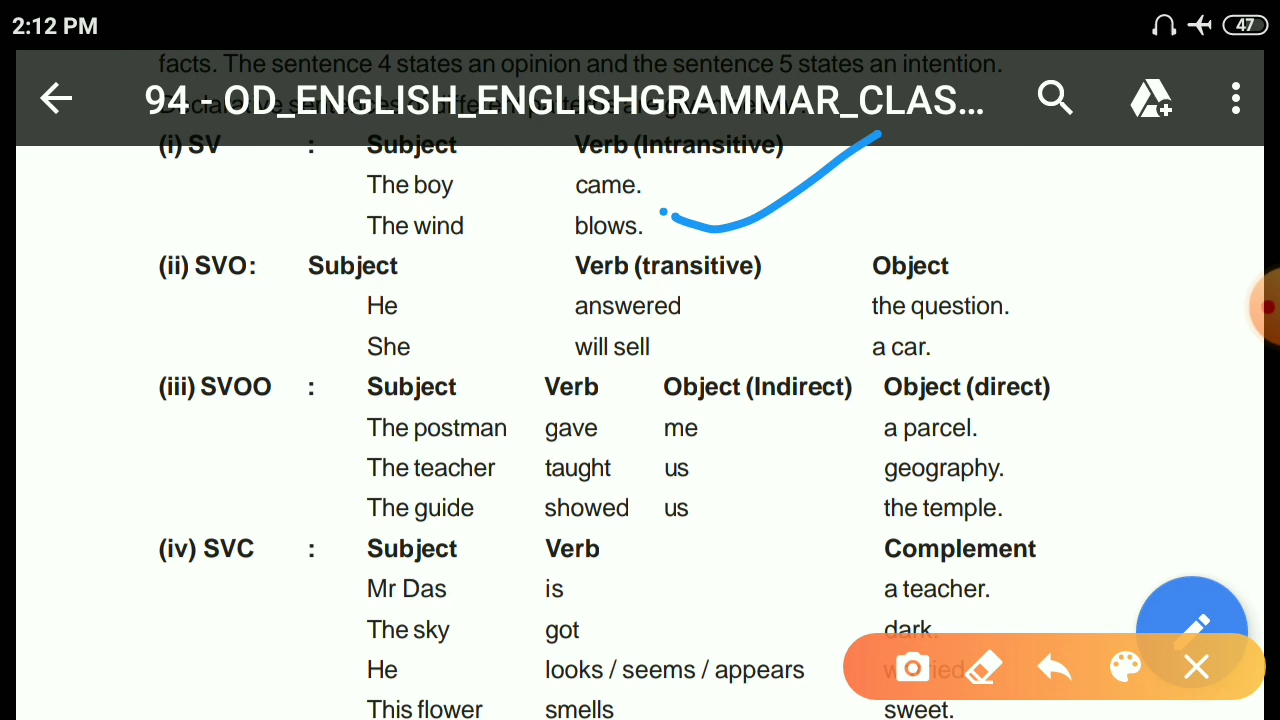 2:12 PM 47
facts. The sentence 4 states an opinion and the sentence 5 states an intention.
94 - OD_ENGLISH_ENGLISHGRAMMAR_CLAS...
(i) SV : Subject Verb (Intransitive)
The boy came.
The wind blows.
(ii) SVO: Subject Verb (transitive) Object
He answered the question.
She will sell a car.
(iii) SVOO : Subject Verb Object (Indirect) Object (direct)
The postman gave me a parcel.
The teacher taught us geography.
The guide showed us the temple.
(iv) SVC : Subject Verb Complement
Mr Das is a teacher.
The sky got dark.
He looks / seems / appears
This flower smells sweet.